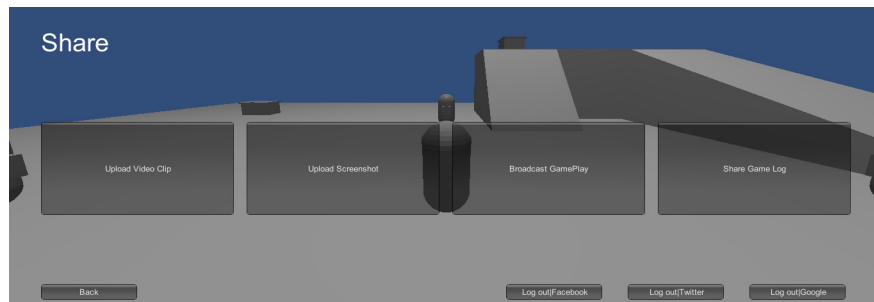 Share
Upload Video Clip
Upload Screenshot
Broadcast GamePlay
Share Game Log
Back
Log out|Facebook
Log out|Twitter
Log out|Google